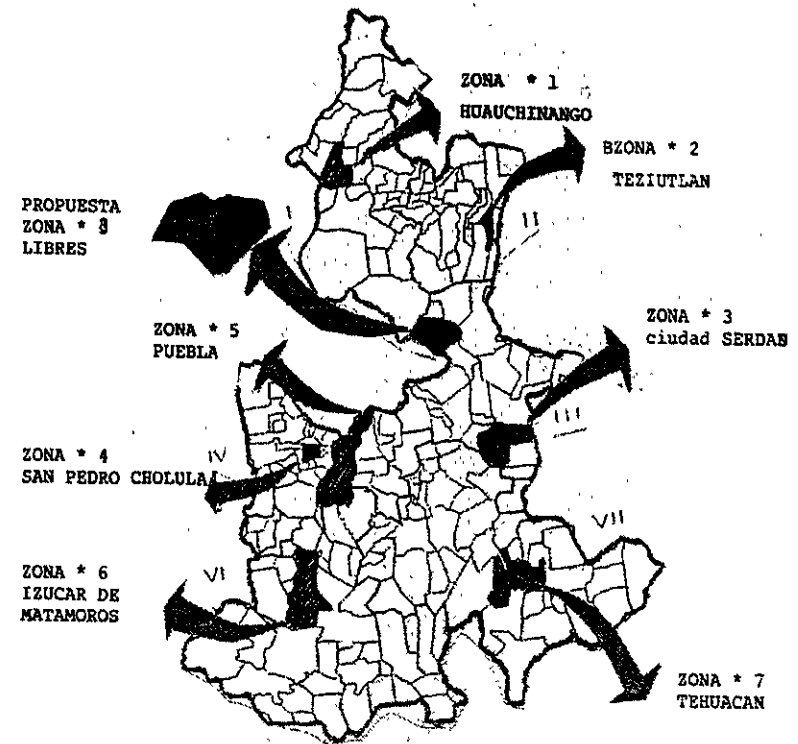 ZONA * 1
HUAUCHINANGO
BZONA * 2
TEZIUTLAN
PROPUESTA
ZONA * 8
LIBRES
I
II
ZONA * 3
ciudad SERDAN
ZONA * 5
PUEBLA
III
ZONA * 4
SAN PEDRO CHOLULA
IV
VII
ZONA * 6
IZUCAR DE
MATAMOROS
VI
ZONA * 7
TEHUACAN